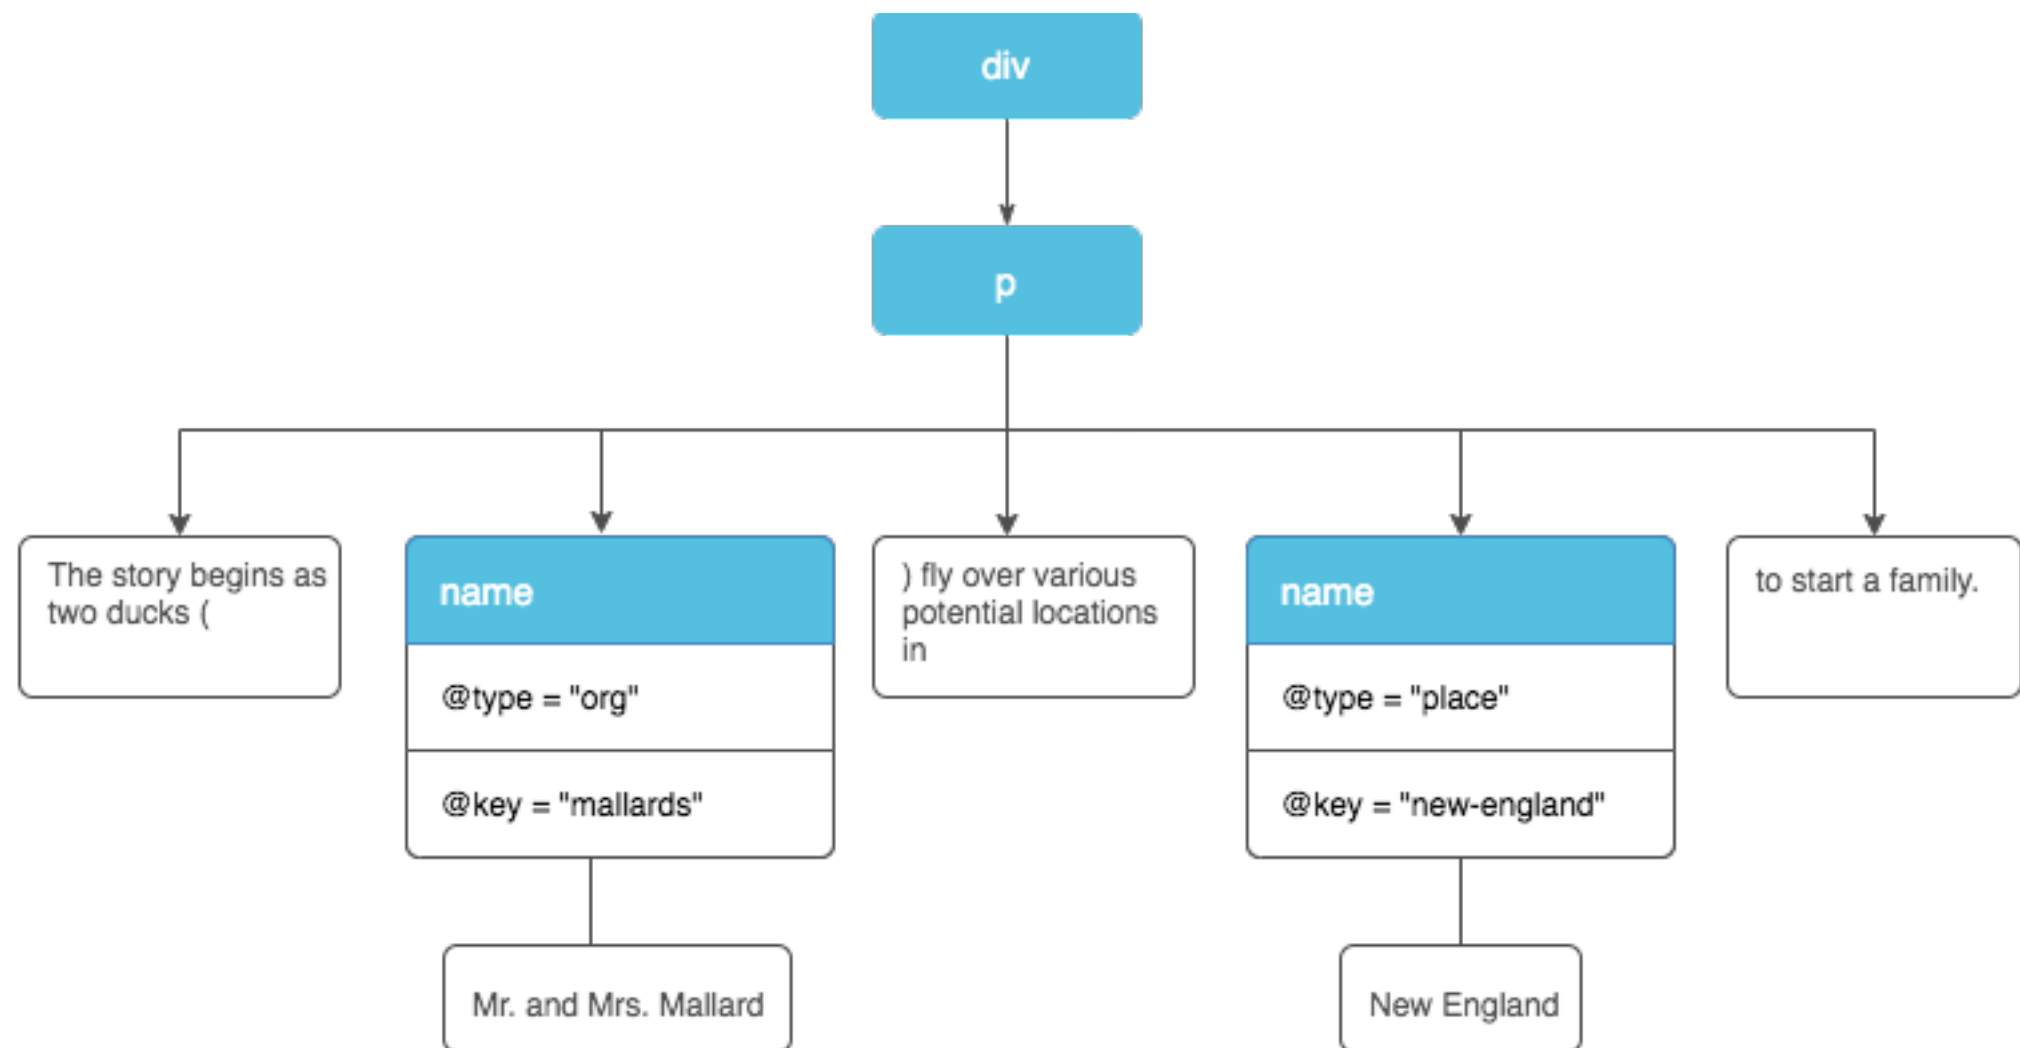 div
p
The story begins as
two ducks (
name
@type = "org"
@key = "mallards"
Mr. and Mrs. Mallard
) fly over various
potential locations
in
name
@type = "place"
@key = "new-england"
New England
to start a family.